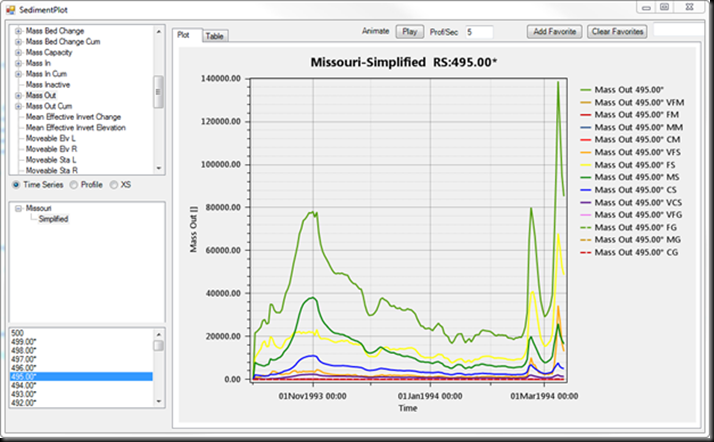 SedimentPlot
Mass Bed Change
Mass Bed Change Cum
Mass Capacity
Mass In
Mass In Cum
Mass Inactive
Mass Out
Mass Out Cum
Mean Effective Invert Change
Mean Effective Invert Elevation
Moveable Elv L
Moveable Elv R
Moveable Sta L
Moveable Sta R
Time Series Profile XS
Missouri
Simplified
500
499.00*
498.00*
497.00*
496.00*
495.00*
494.00*
493.00*
492.00*
Plot Table
Animate Play Prof/Sec 5 Add Favorite Clear Favorites
Missouri-Simplified RS:495.00*
140000.00
120000.00
100000.00
80000.00
60000.00
40000.00
20000.00
0.00
Mass Out []
01Nov1993 00:00 01Jan1994 00:00 01Mar1994 00:00
Time
Mass Out 495.00*
Mass Out 495.00* VFM
Mass Out 495.00* FM
Mass Out 495.00* MM
Mass Out 495.00* CM
Mass Out 495.00* VFS
Mass Out 495.00* FS
Mass Out 495.00* MS
Mass Out 495.00* CS
Mass Out 495.00* VCS
Mass Out 495.00* VFG
Mass Out 495.00* FG
Mass Out 495.00* MG
Mass Out 495.00* CG